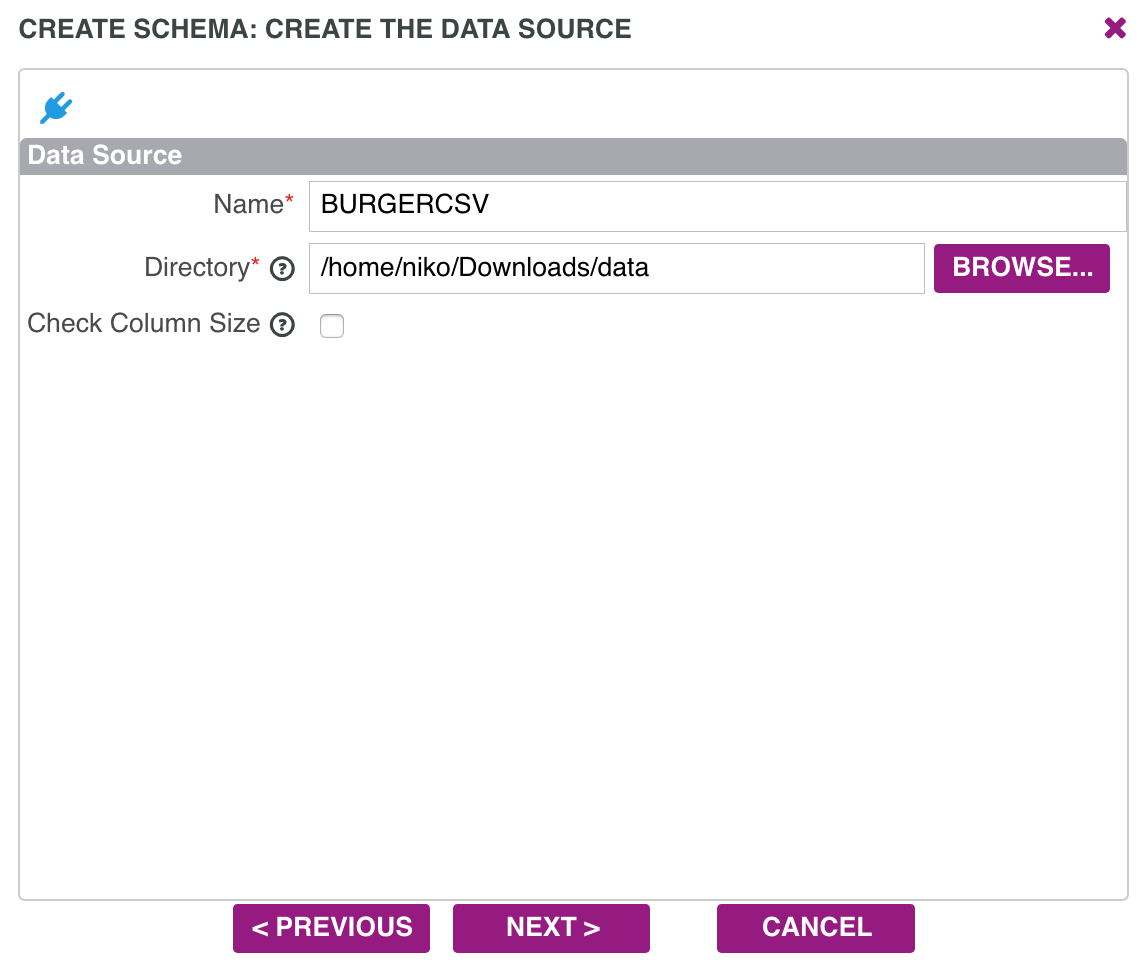 CREATE SCHEMA: CREATE THE DATA SOURCE
Data Source
Name* BURGERCSV
Directory* ? /home/niko/Downloads/data BROWSE...
Check Column Size ?
< PREVIOUS NEXT > CANCEL